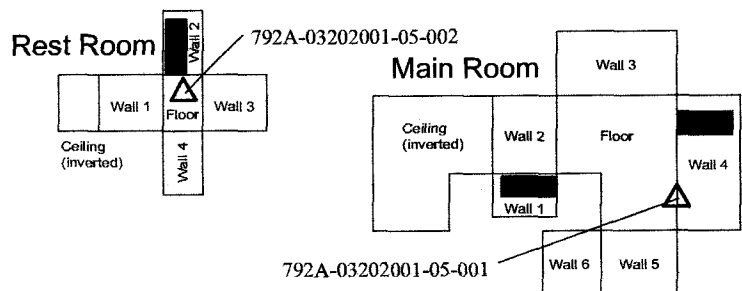 Rest Room
Wall 2
792A-03202001-05-002
Wall 1
Floor
Wall 3
Ceiling
(inverted)
Wall 4
Main Room
Wall 3
Ceiling
(inverted)
Wall 2
Floor
Wall 4
Wall 1
792A-03202001-05-001
Wall 6
Wall 5